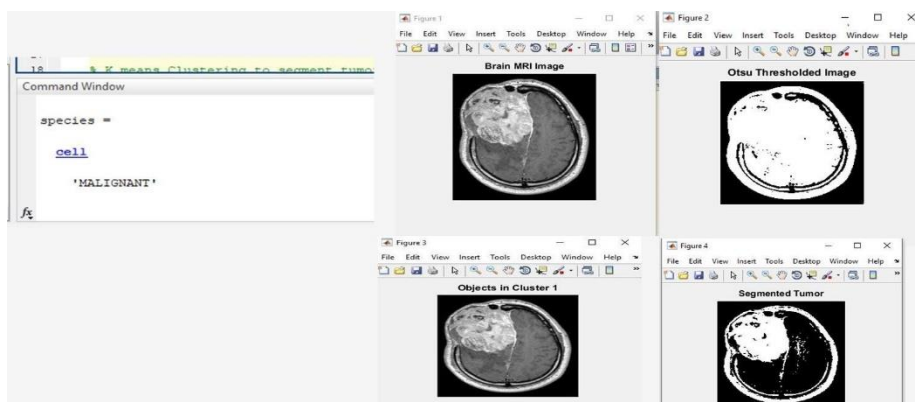 18 % K means Clustering to segment tumo
Command Window
species =
cell
'MALIGNANT'
fx
Figure 1
File Edit View Insert Tools Desktop Window Help
Brain MRI Image
Figure 2
File Edit View Insert Tools Desktop Window Help
Otsu Thresholded Image
Figure 3
File Edit View Insert Tools Desktop Window Help
Objects in Cluster 1
Figure 4
File Edit View Insert Tools Desktop Window Help
Segmented Tumor